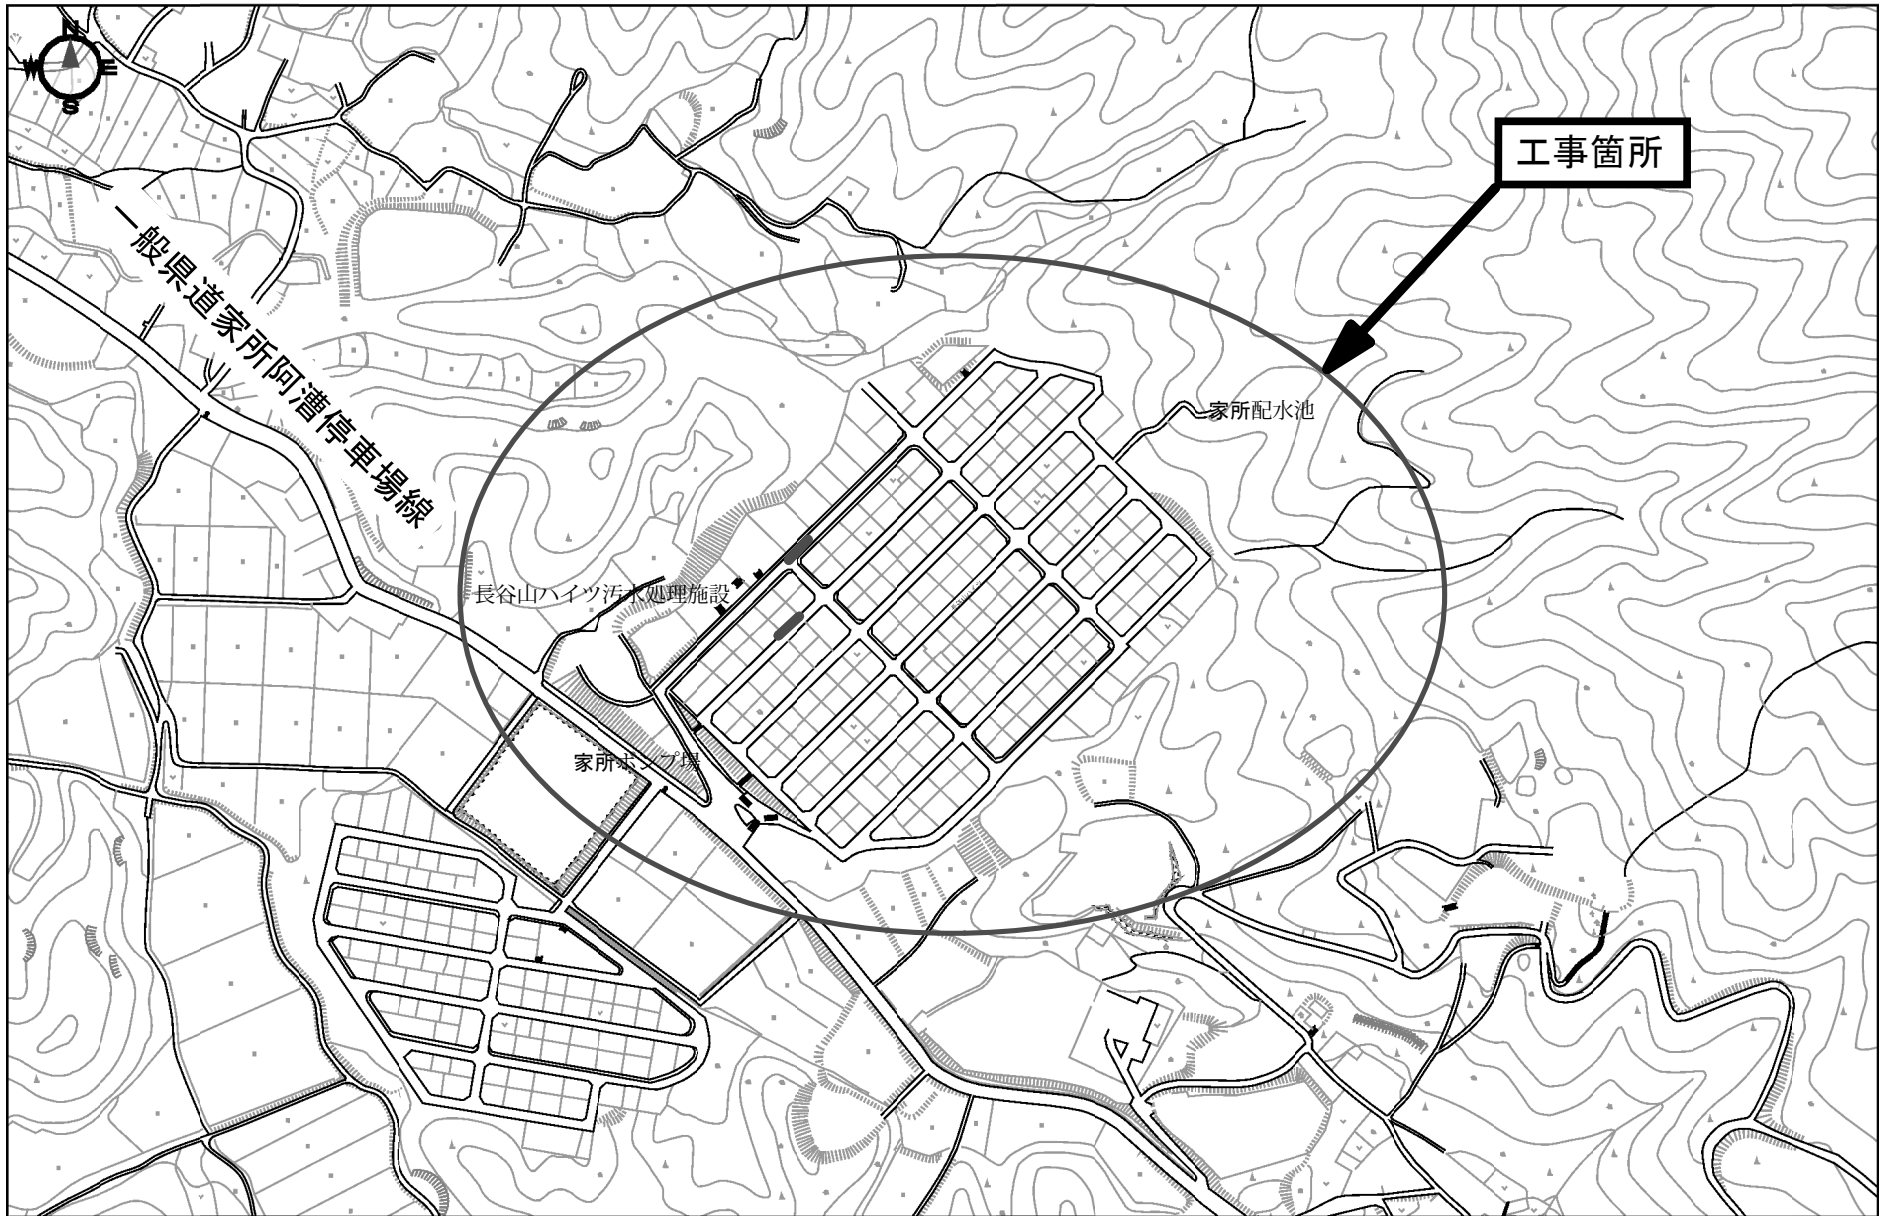 N
W E
S
工事箇所
一般県道家所阿漕停車場線
家所配水池
長谷山ハイツ汚水処理施設
家所ポンプ場